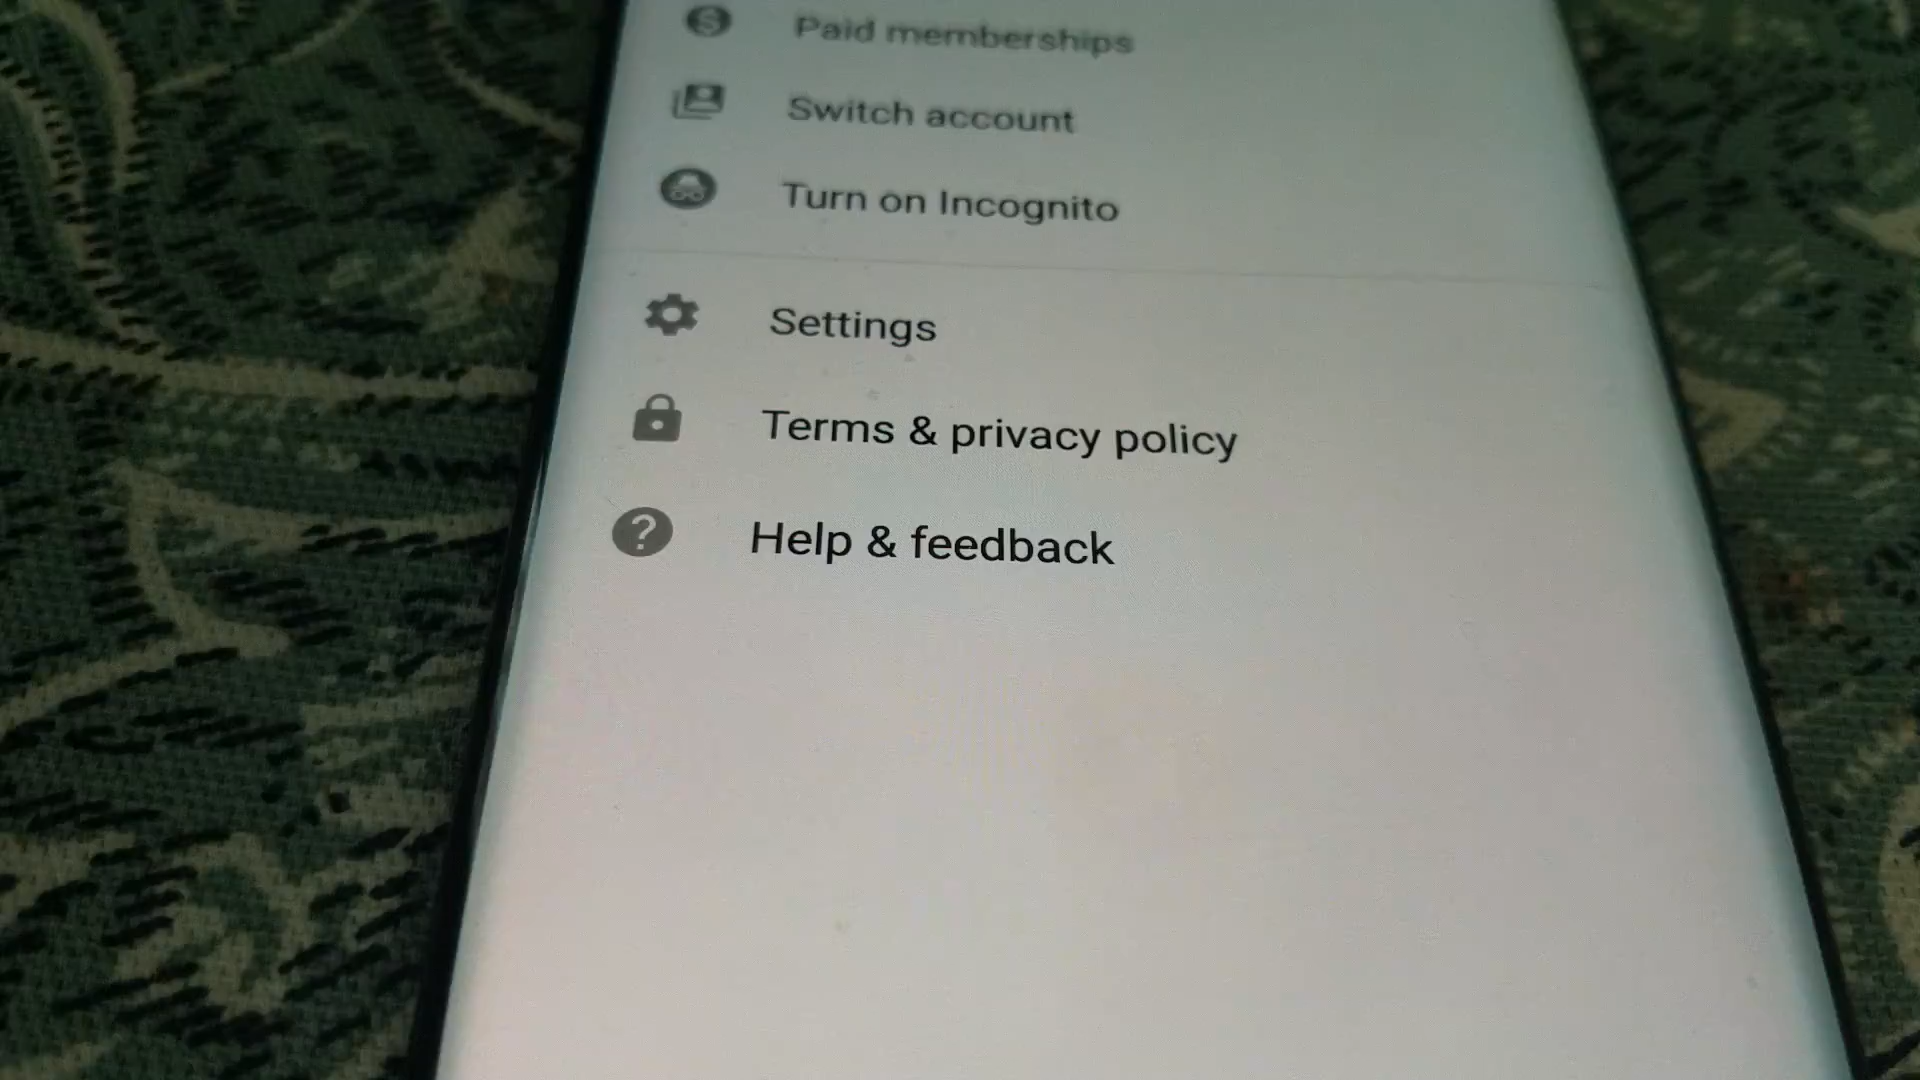 Paid memberships
Switch account
Turn on Incognito
Settings
Terms & privacy policy
Help & feedback